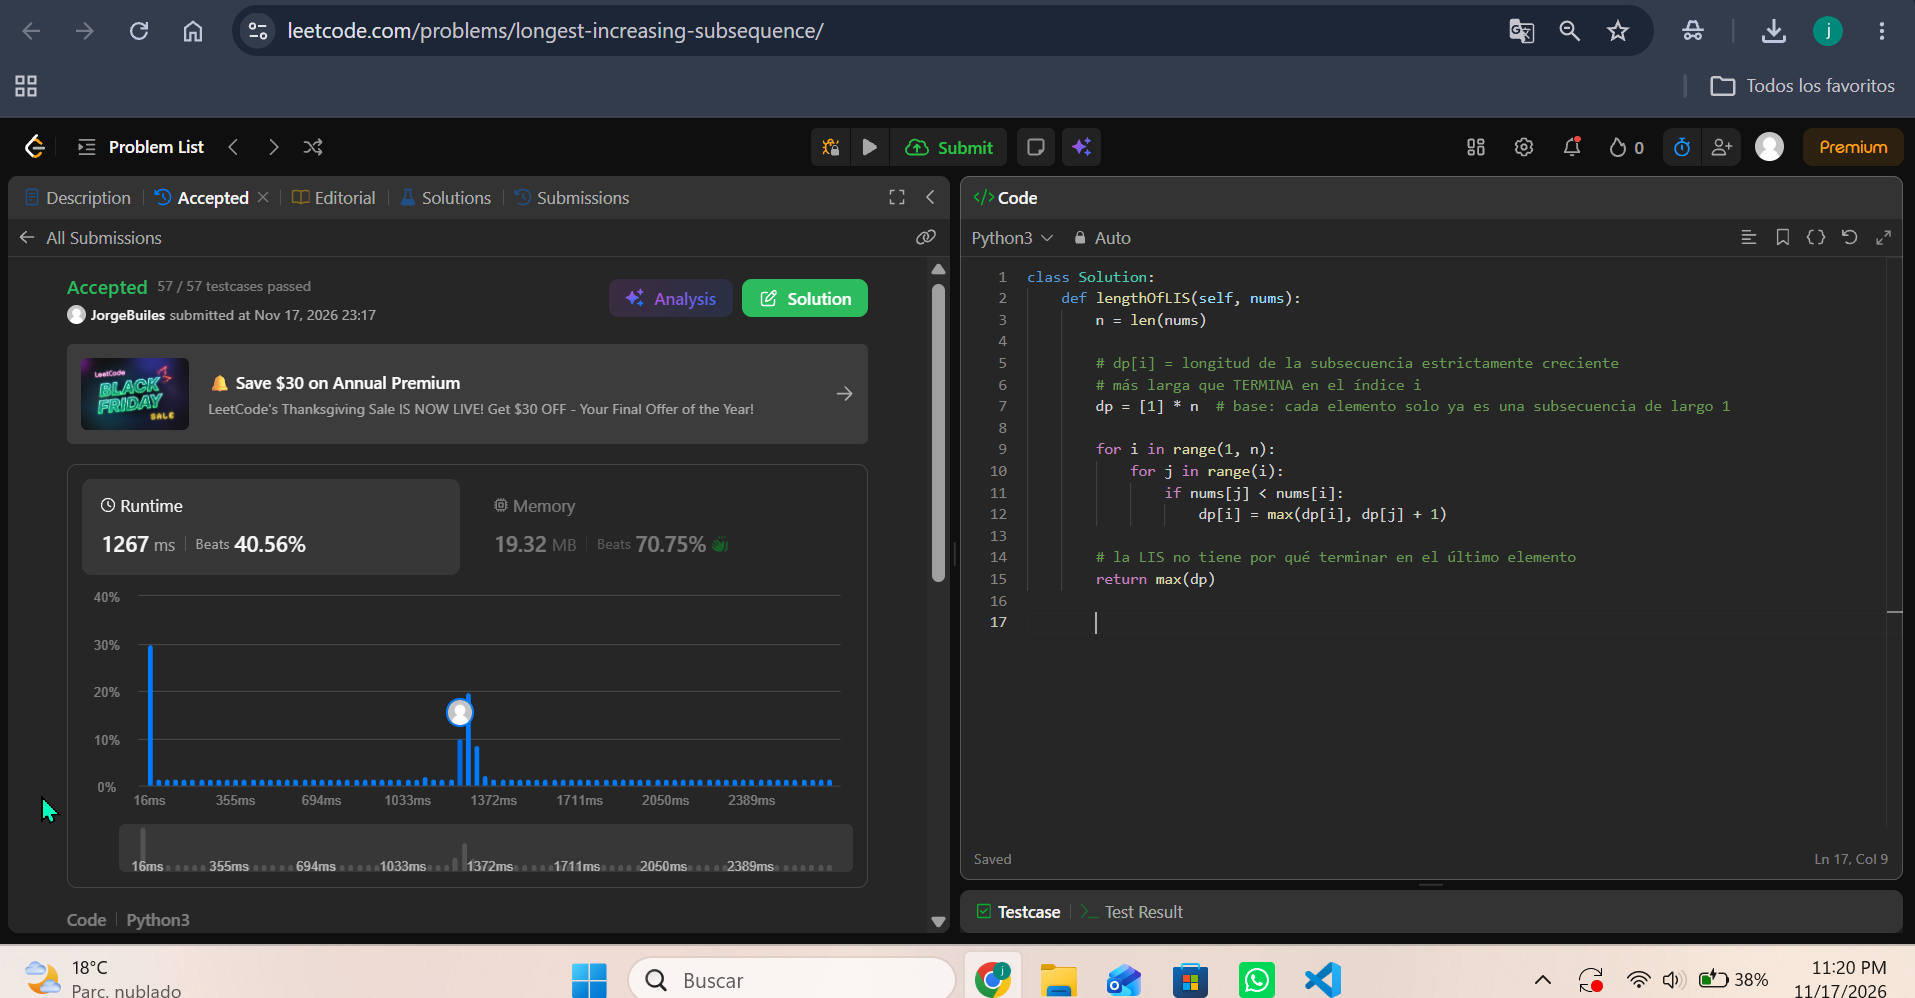 leetcode.com/problems/longest-increasing-subsequence/
j
Todos los favoritos
Problem List
Submit
0
Premium
Description
Accepted
Editorial
Solutions
Submissions
All Submissions
Accepted 57 / 57 testcases passed
JorgeBuiles submitted at Nov 17, 2026 23:17
Analysis
Solution
LeetCode
BLACK
FRIDAY
SALE
Save $30 on Annual Premium
LeetCode's Thanksgiving Sale IS NOW LIVE! Get $30 OFF - Your Final Offer of the Year!
Runtime
1267 ms Beats 40.56%
Memory
19.32 MB Beats 70.75%
40%
30%
20%
10%
0%
16ms 355ms 694ms 1033ms 1372ms 1711ms 2050ms 2389ms
16ms 355ms 694ms 1033ms 1372ms 1711ms 2050ms 2389ms
Code Python3
</> Code
Python3 Auto
1 class Solution:
2 def lengthOfLIS(self, nums):
3 n = len(nums)
4
5 # dp[i] = longitud de la subsecuencia estrictamente creciente
6 # más larga que TERMINA en el índice i
7 dp = [1] * n # base: cada elemento solo ya es una subsecuencia de largo 1
8
9 for i in range(1, n):
10 for j in range(i):
11 if nums[j] < nums[i]:
12 dp[i] = max(dp[i], dp[j] + 1)
13
14 # la LIS no tiene por qué terminar en el último elemento
15 return max(dp)
16
17
Saved
Ln 17, Col 9
Testcase
Test Result
18°C
Parc. nublado
Buscar
j
38%
11:20 PM
11/17/2026